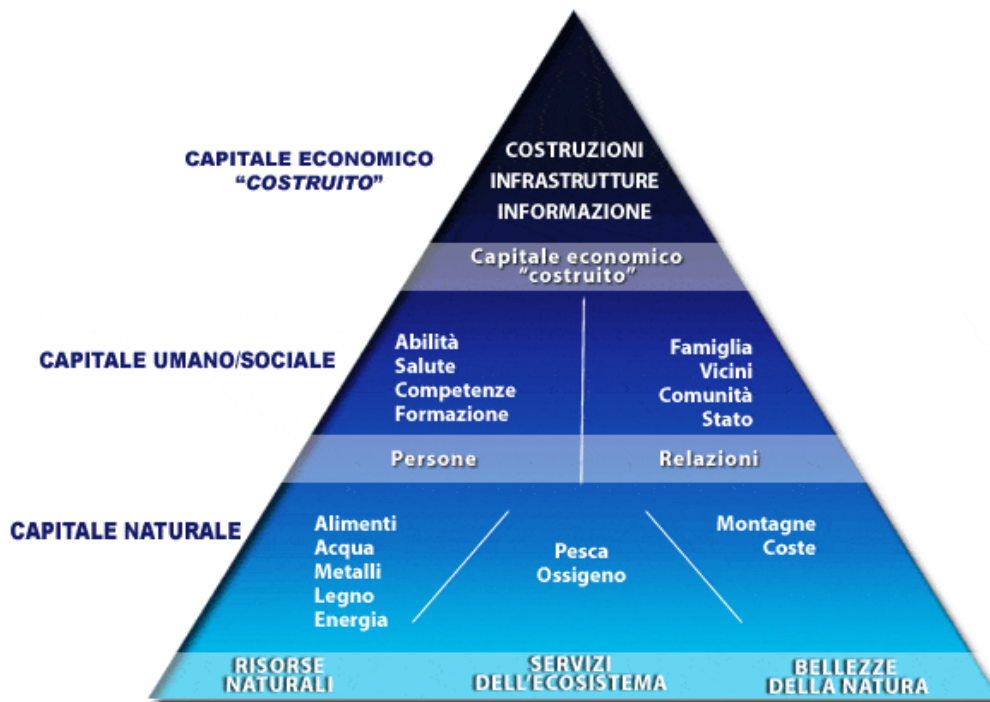 CAPITALE ECONOMICO
“COSTRUITO”
COSTRUZIONI
INFRASTRUTTURE
INFORMAZIONE
Capitale economico
“costruito”
CAPITALE UMANO/SOCIALE
Abilità
Salute
Competenze
Formazione
Famiglia
Vicini
Comunità
Stato
Persone
Relazioni
CAPITALE NATURALE
Alimenti
Acqua
Metalli
Legno
Energia
Pesca
Ossigeno
Montagne
Coste
RISORSE
NATURALI
SERVIZI
DELL’ECOSISTEMA
BELLEZZE
DELLA NATURA